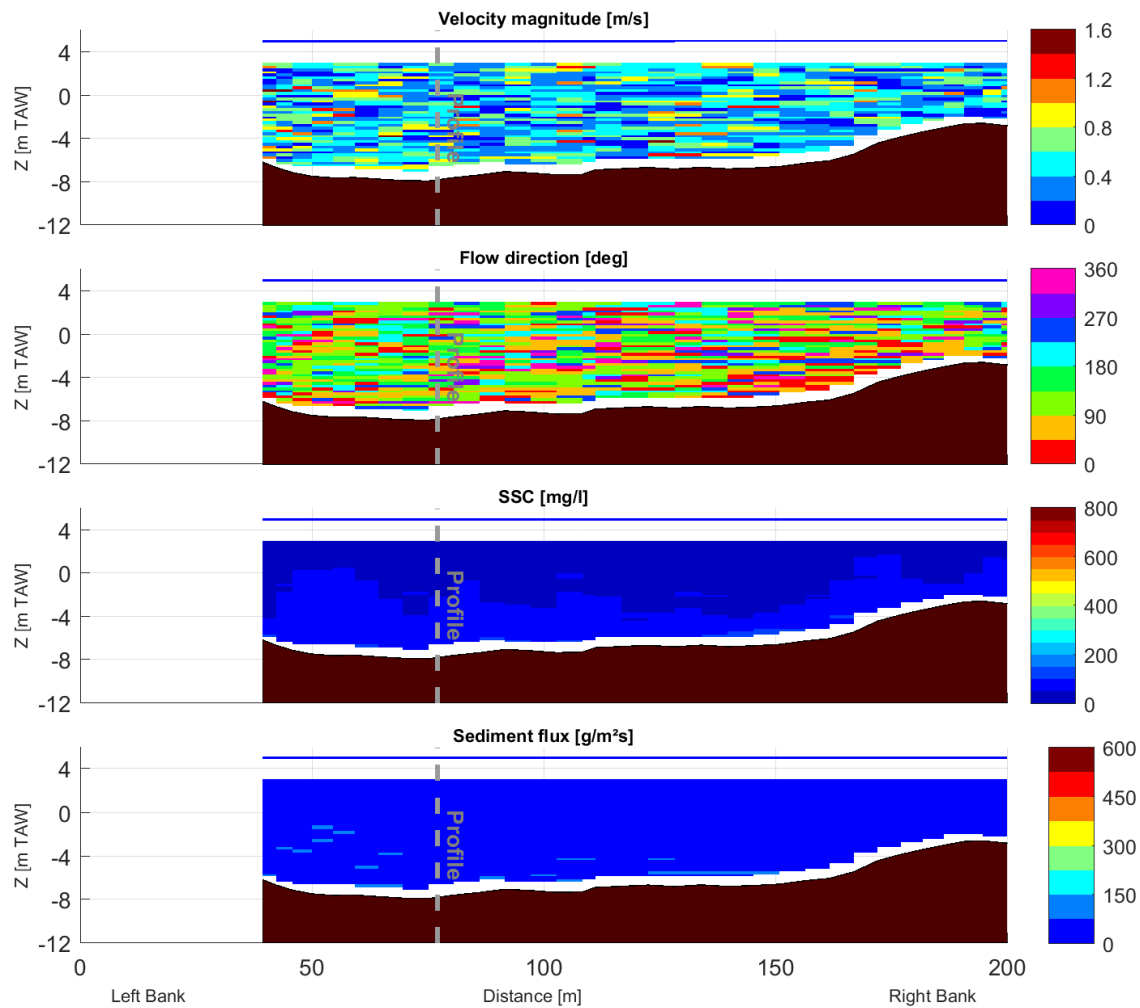 Velocity magnitude [m/s]
Z [m TAW]
4
0
-4
-8
-12
Profile
1.6
1.2
0.8
0.4
0
Flow direction [deg]
Z [m TAW]
4
0
-4
-8
-12
Profile
360
270
180
90
0
SSC [mg/l]
Z [m TAW]
4
0
-4
-8
-12
Profile
800
600
400
200
0
Sediment flux [g/m²s]
Z [m TAW]
4
0
-4
-8
-12
Profile
600
450
300
150
0
0 50 100 150 200
Left Bank Distance [m] Right Bank